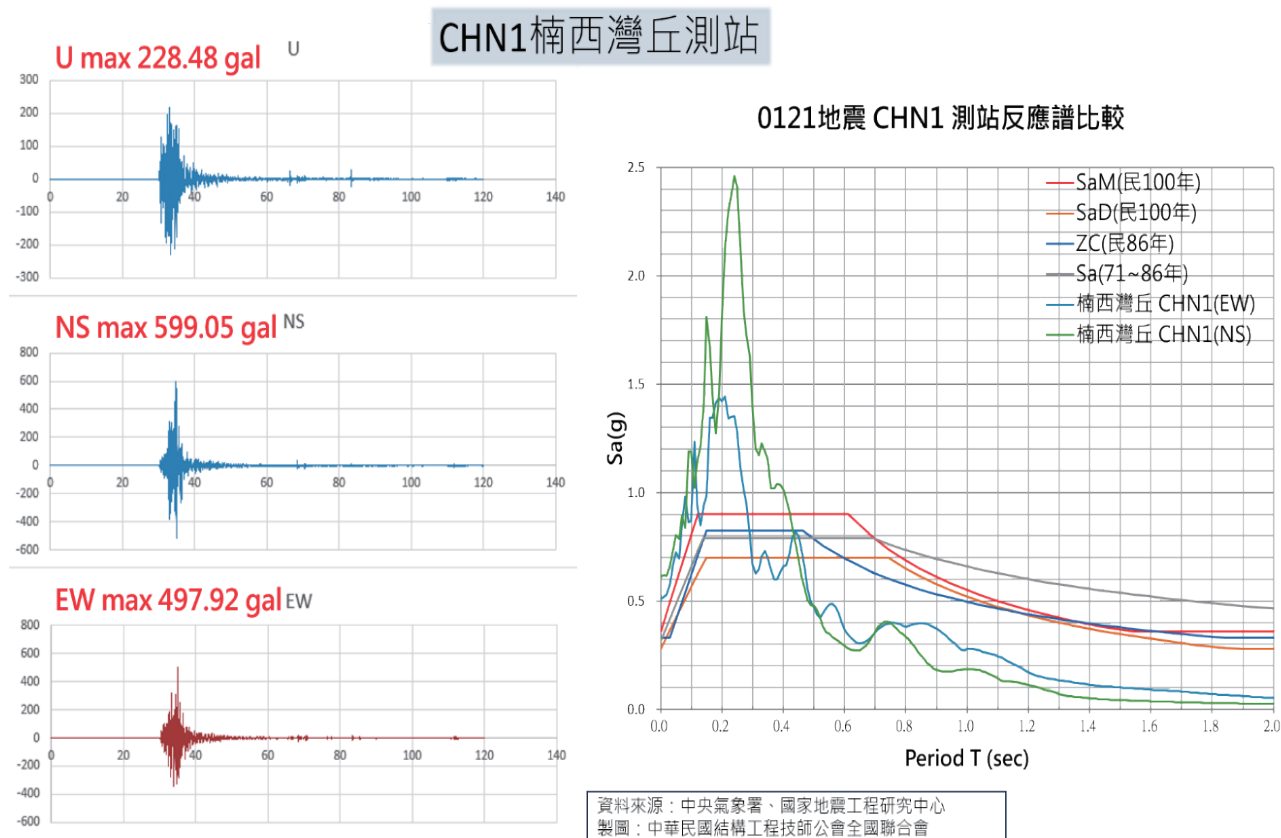 CHN1楠西灣丘測站
U max 228.48 gal
U
300
200
100
0
-100
-200
-300
0 20 40 60 80 100 120 140
NS max 599.05 gal
NS
800
600
400
200
0
-200
-400
-600
0 20 40 60 80 100 120 140
EW max 497.92 gal
EW
800
600
400
200
0
-200
-400
-600
0 20 40 60 80 100 120 140
0121地震 CHN1 測站反應譜比較
SaM(民100年)
SaD(民100年)
ZC(民86年)
Sa(71~86年)
楠西灣丘 CHN1(EW)
楠西灣丘 CHN1(NS)
Sa(g)
2.5
2.0
1.5
1.0
0.5
0.0
0.0 0.2 0.4 0.6 0.8 1.0 1.2 1.4 1.6 1.8 2.0
Period T (sec)
資料來源：中央氣象署、國家地震工程研究中心
製圖：中華民國結構工程技師公會全國聯合會